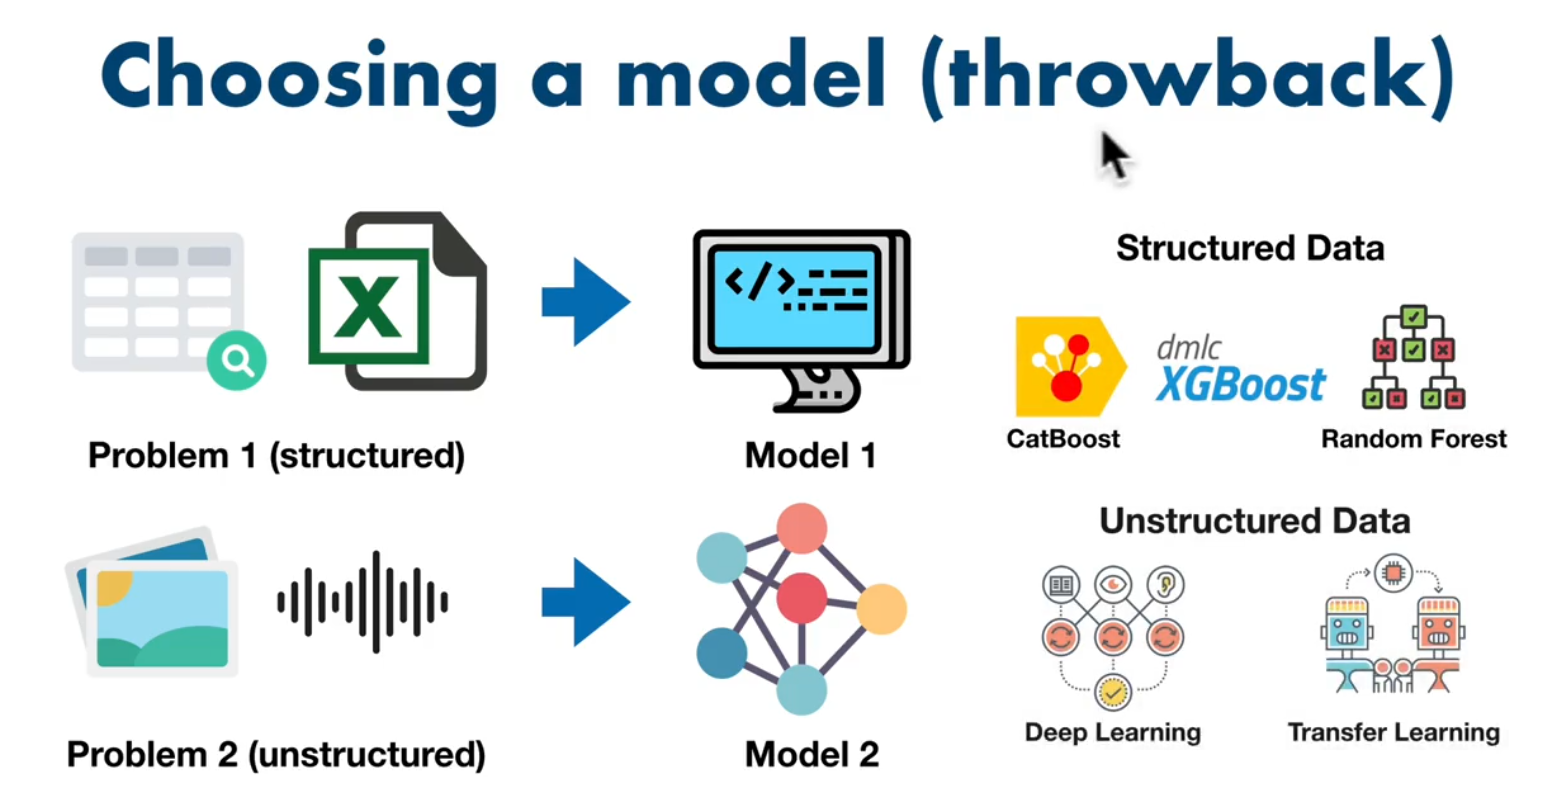 Choosing a model (throwback)
Structured Data
X
</>
dmlc
XGBoost
CatBoost
Random Forest
Problem 1 (structured)
Model 1
Unstructured Data
Deep Learning
Transfer Learning
Problem 2 (unstructured)
Model 2